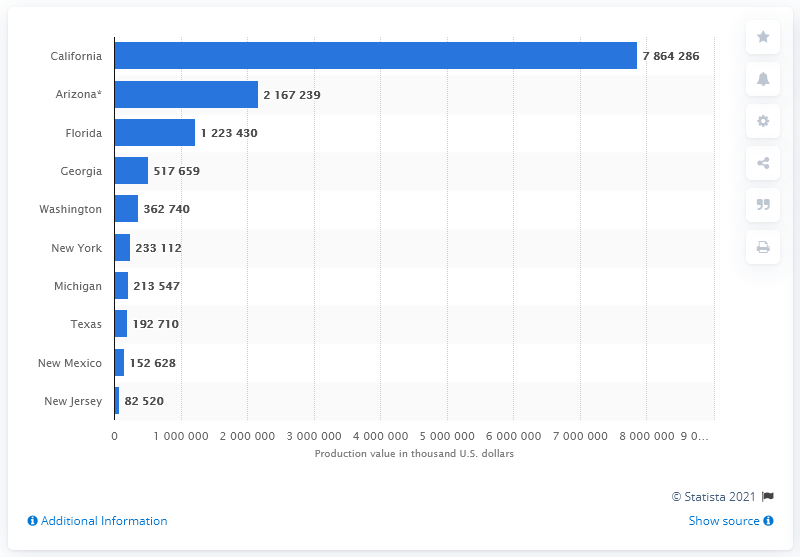 California 7 864 286
Arizona* 2 167 239
Florida 1 223 430
Georgia 517 659
Washington 362 740
New York 233 112
Michigan 213 547
Texas 192 710
New Mexico 152 628
New Jersey 82 520
0 1 000 000 2 000 000 3 000 000 4 000 000 5 000 000 6 000 000 7 000 000 8 000 000 9 0...
Production value in thousand U.S. dollars
© Statista 2021
Additional Information Show source